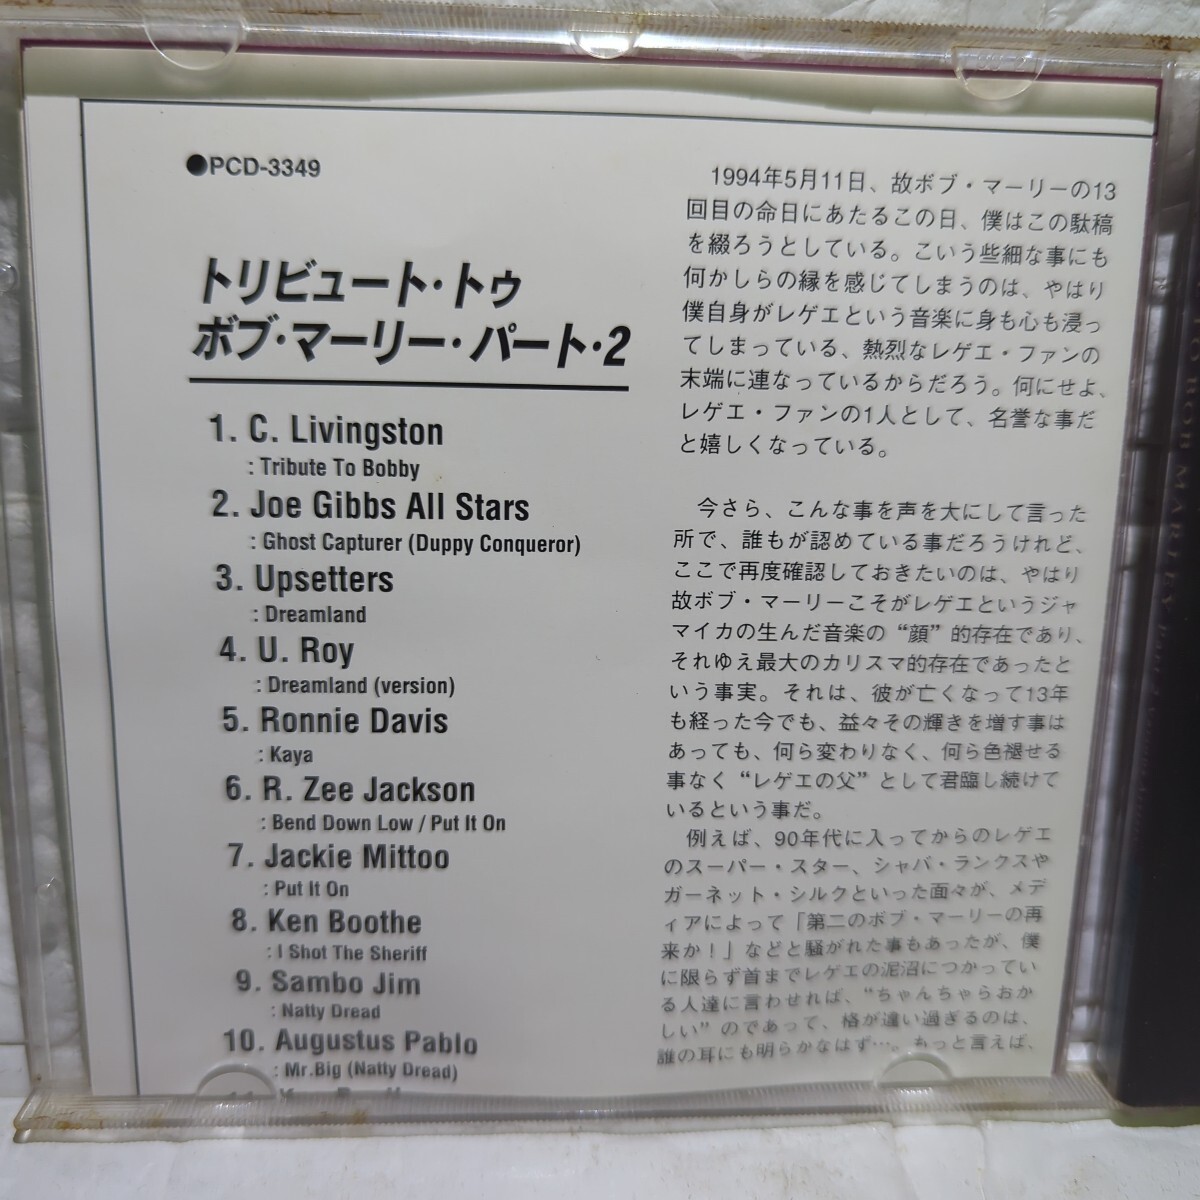 ●PCD-3349
トリビュート・トゥ
ボブ・マーリー・パート・2
1. C. Livingston
: Tribute To Bobby
2. Joe Gibbs All Stars
: Ghost Capturer (Duppy Conqueror)
3. Upsetters
: Dreamland
4. U. Roy
: Dreamland (version)
5. Ronnie Davis
: Kaya
6. R. Zee Jackson
: Bend Down Low / Put It On
7. Jackie Mittoo
: Put It On
8. Ken Boothe
: I Shot The Sheriff
9. Sambo Jim
: Natty Dread
10. Augustus Pablo
: Mr.Big (Natty Dread)
1994年5月11日、故ボブ・マーリーの13
回目の命日にあたるこの日、僕はこの駄稿
を綴ろうとしている。こいう些細な事にも
何かしらの縁を感じてしまうのは、やはり
僕自身がレゲエという音楽に身も心も浸っ
てしまっている、熱烈なレゲエ・ファンの
末端に連なっているからだろう。何にせよ、
レゲエ・ファンの1人として、名誉な事だ
と嬉しくなっている。
今さら、こんな事を声を大にして言った
所で、誰もが認めている事だろうけれど、
ここで再度確認しておきたいのは、やはり
故ボブ・マーリーこそがレゲエというジャ
マイカの生んだ音楽の“顔”的存在であり、
それゆえ最大のカリスマ的存在であったと
いう事実。それは、彼が亡くなって13年
も経った今でも、益々その輝きを増す事は
あっても、何ら変わりなく、何ら色褪せる
事なく“レゲエの父”として君臨し続けて
いるという事だ。
例えば、90年代に入ってからのレゲエ
のスーパー・スター、シャバ・ランクスや
ガーネット・シルクといった面々が、メデ
ィアによって「第二のボブ・マーリーの再
来か！」などと騒がれた事もあったが、僕
に限らず首までレゲエの泥沼につかってい
る人達に言わせれば、“ちゃんちゃらおか
しい”のであって、格が違い過ぎるのは、
誰の耳にも明らかなはず…。もっと言えば、
BOB MARLEY